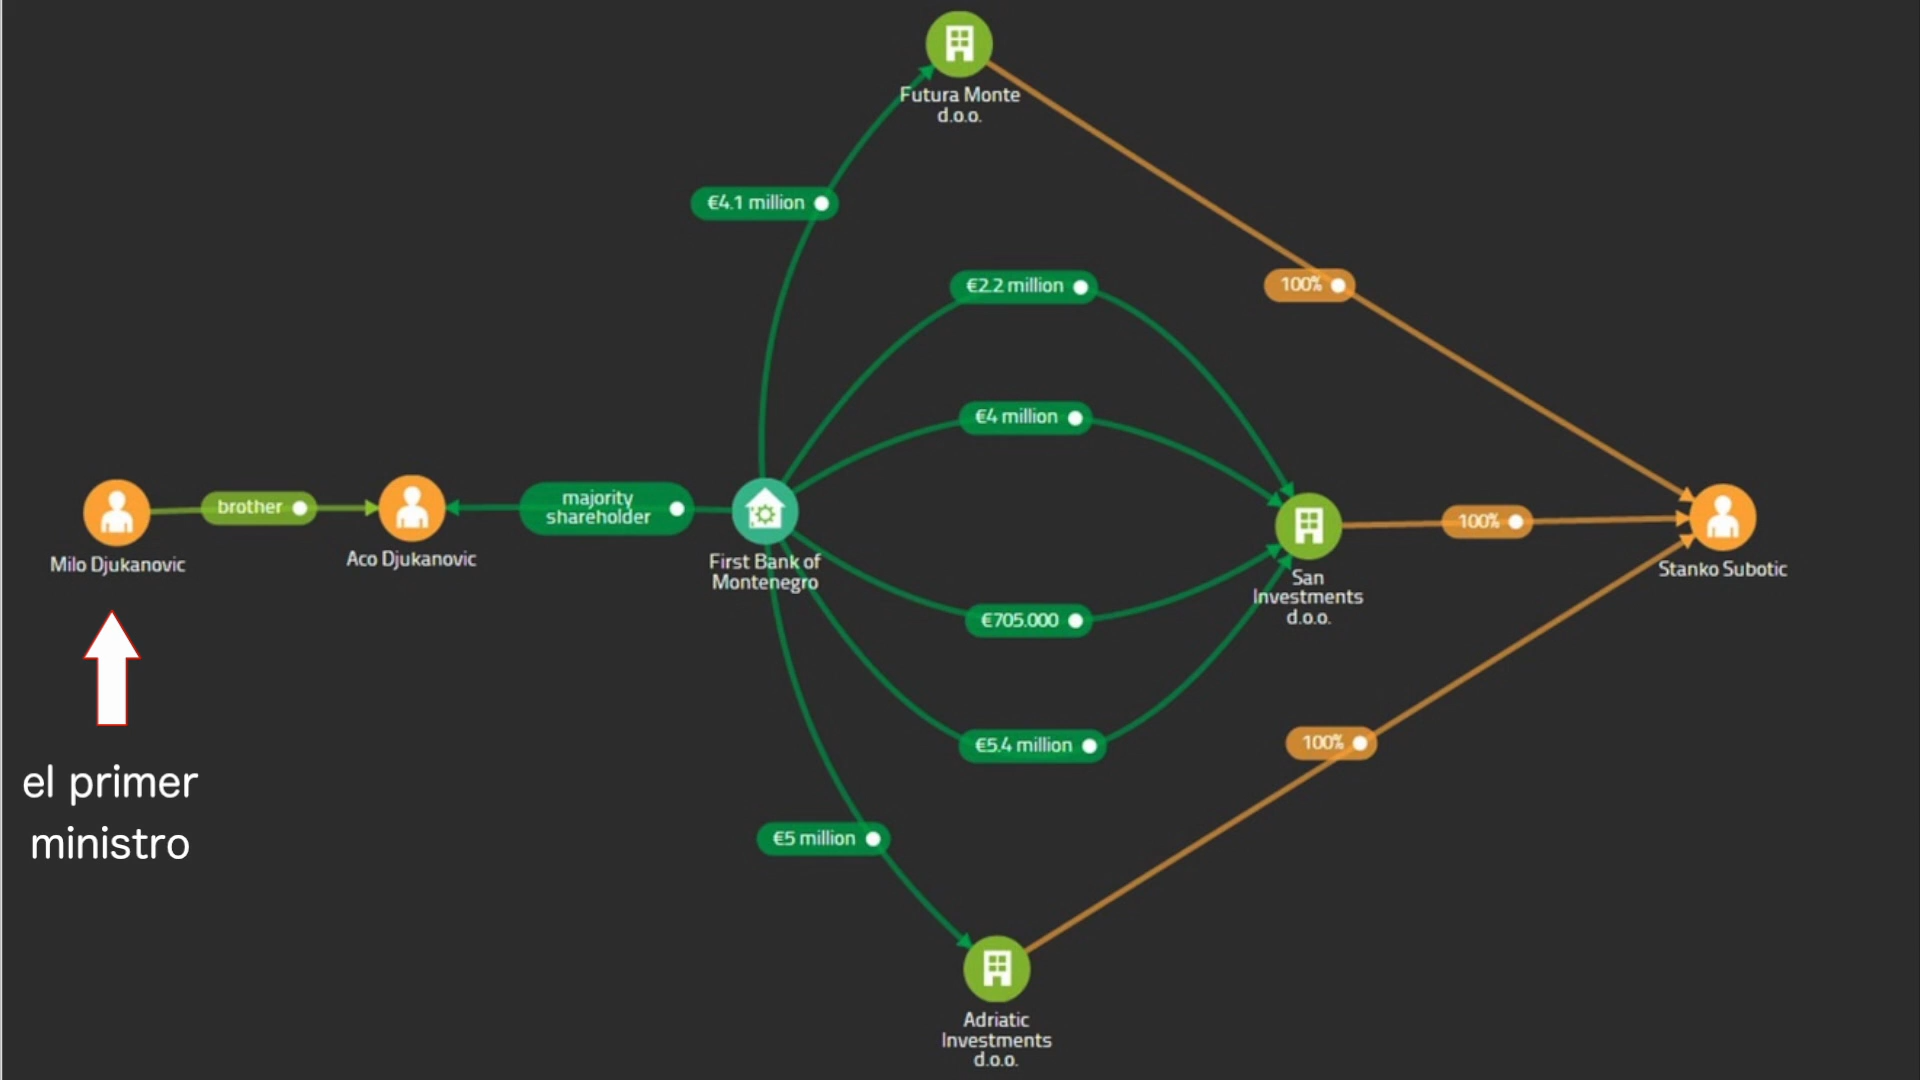 Futura Monte
d.o.o.
€4.1 million
€2.2 million
100%
€4 million
brother
majority
shareholder
100%
Milo Djukanovic
Aco Djukanovic
First Bank of
Montenegro
San
Investments
d.o.o.
Stanko Subotic
€705.000
€5.4 million
100%
el primer
ministro
€5 million
Adriatic
Investments
d.o.o.